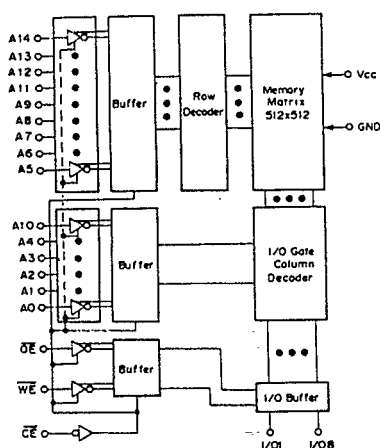 A14
A13
A12
A11
A9
A8
A7
A6
A5
Buffer
Row
Decoder
Memory
Matrix
512x512
Vcc
GND
A10
A4
A3
A2
A1
A0
Buffer
I/O Gate
Column
Decoder
OE
WE
CE
Buffer
I/O Buffer
I/O1
I/O8